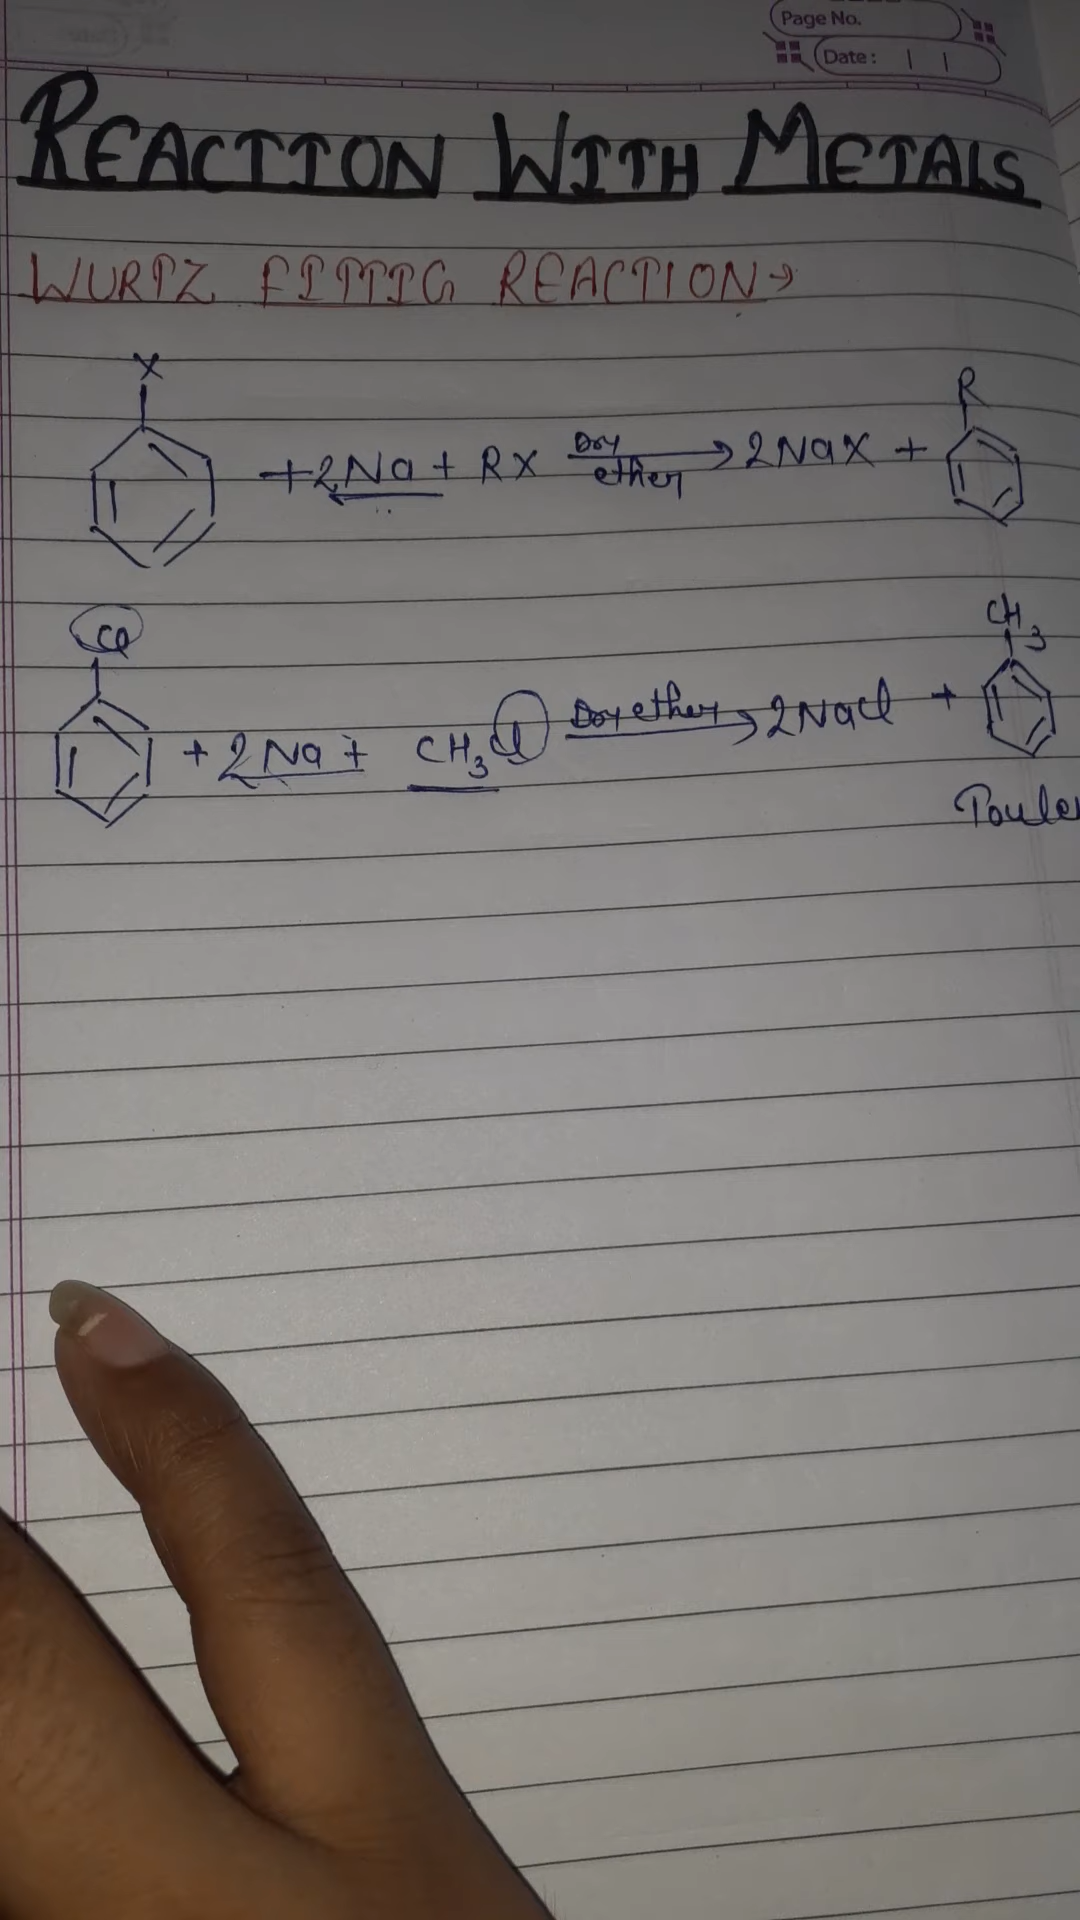 Page No.
Date:
REACTION WITH METALS
WURTZ FITTIG REACTION→
X
R
+2Na + RX Dry ether → 2NaX +
Cl
CH3
+ 2Na + CH3Cl Dry ether → 2NaCl +
Toule